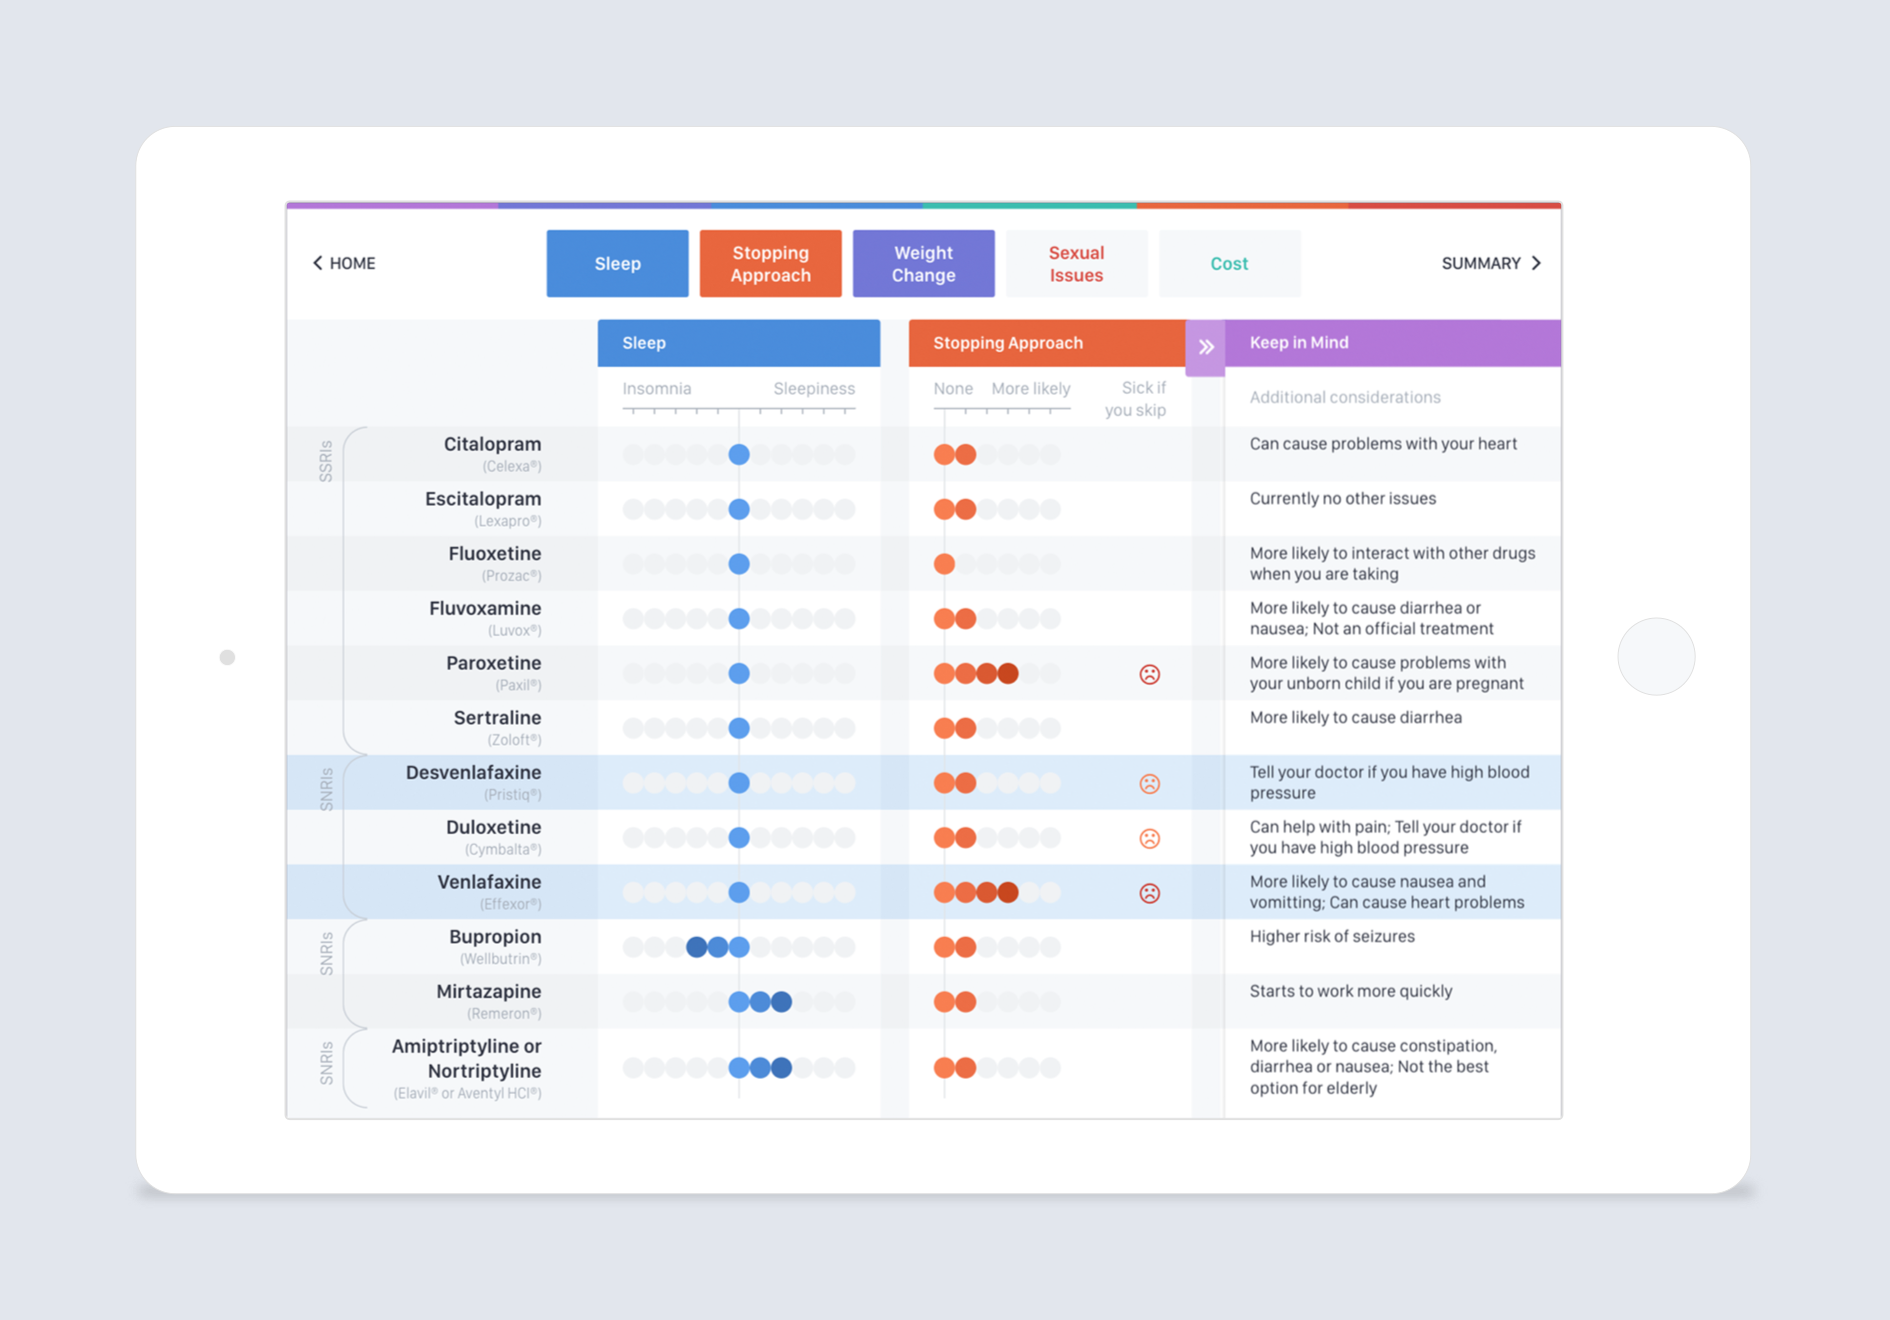 HOME
Sleep
Stopping
Approach
Weight
Change
Sexual
Issues
Cost
SUMMARY
Sleep
Stopping Approach
Keep in Mind
Insomnia
Sleepiness
None
More likely
Sick if
you skip
Additional considerations
SSRIs
Citalopram
(Celexa®)
Can cause problems with your heart
Escitalopram
(Lexapro®)
Currently no other issues
Fluoxetine
(Prozac®)
More likely to interact with other drugs
when you are taking
Fluvoxamine
(Luvox®)
More likely to cause diarrhea or
nausea; Not an official treatment
Paroxetine
(Paxil®)
More likely to cause problems with
your unborn child if you are pregnant
Sertraline
(Zoloft®)
More likely to cause diarrhea
SNRIs
Desvenlafaxine
(Pristiq®)
Tell your doctor if you have high blood
pressure
Duloxetine
(Cymbalta®)
Can help with pain; Tell your doctor if
you have high blood pressure
Venlafaxine
(Effexor®)
More likely to cause nausea and
vomitting; Can cause heart problems
SNRIs
Bupropion
(Wellbutrin®)
Higher risk of seizures
Mirtazapine
(Remeron®)
Starts to work more quickly
SNRIs
Amiptriptyline or
Nortriptyline
(Elavil® or Aventyl HCI®)
More likely to cause constipation,
diarrhea or nausea; Not the best
option for elderly